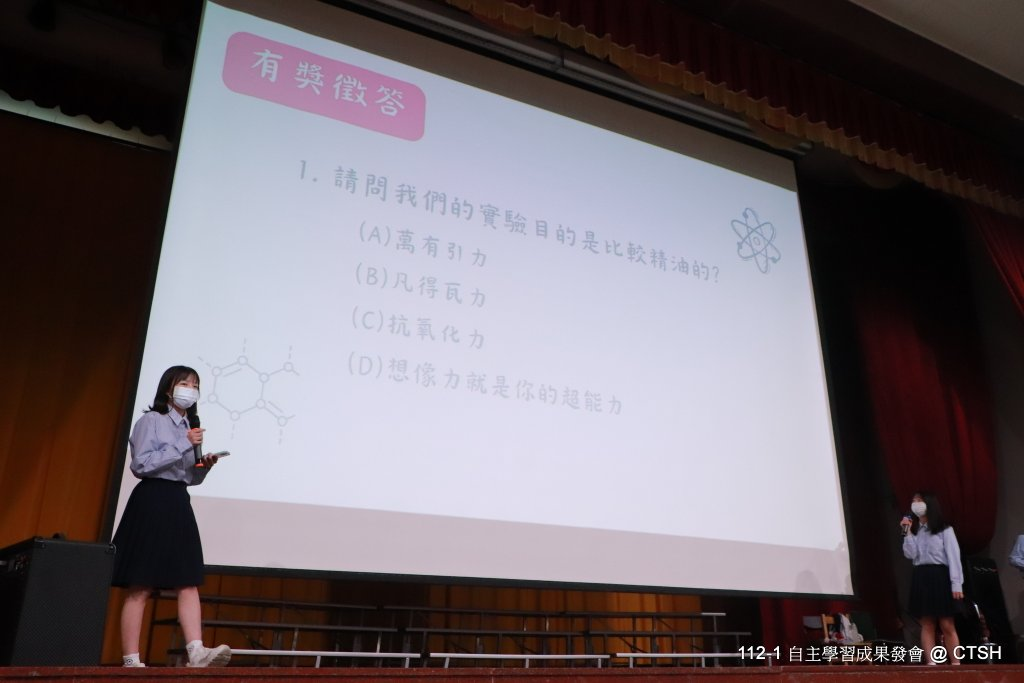 有獎徵答
1. 請問我們的實驗目的是比較精油的?
(A)萬有引力
(B)凡得瓦力
(C)抗氧化力
(D)想像力就是你的超能力
112-1 自主學習成果發會 @ CTSH